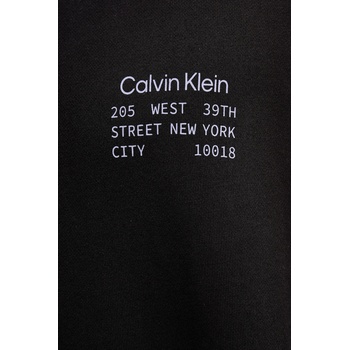 Calvin Klein
205 WEST 39TH
STREET NEW YORK
CITY 10018